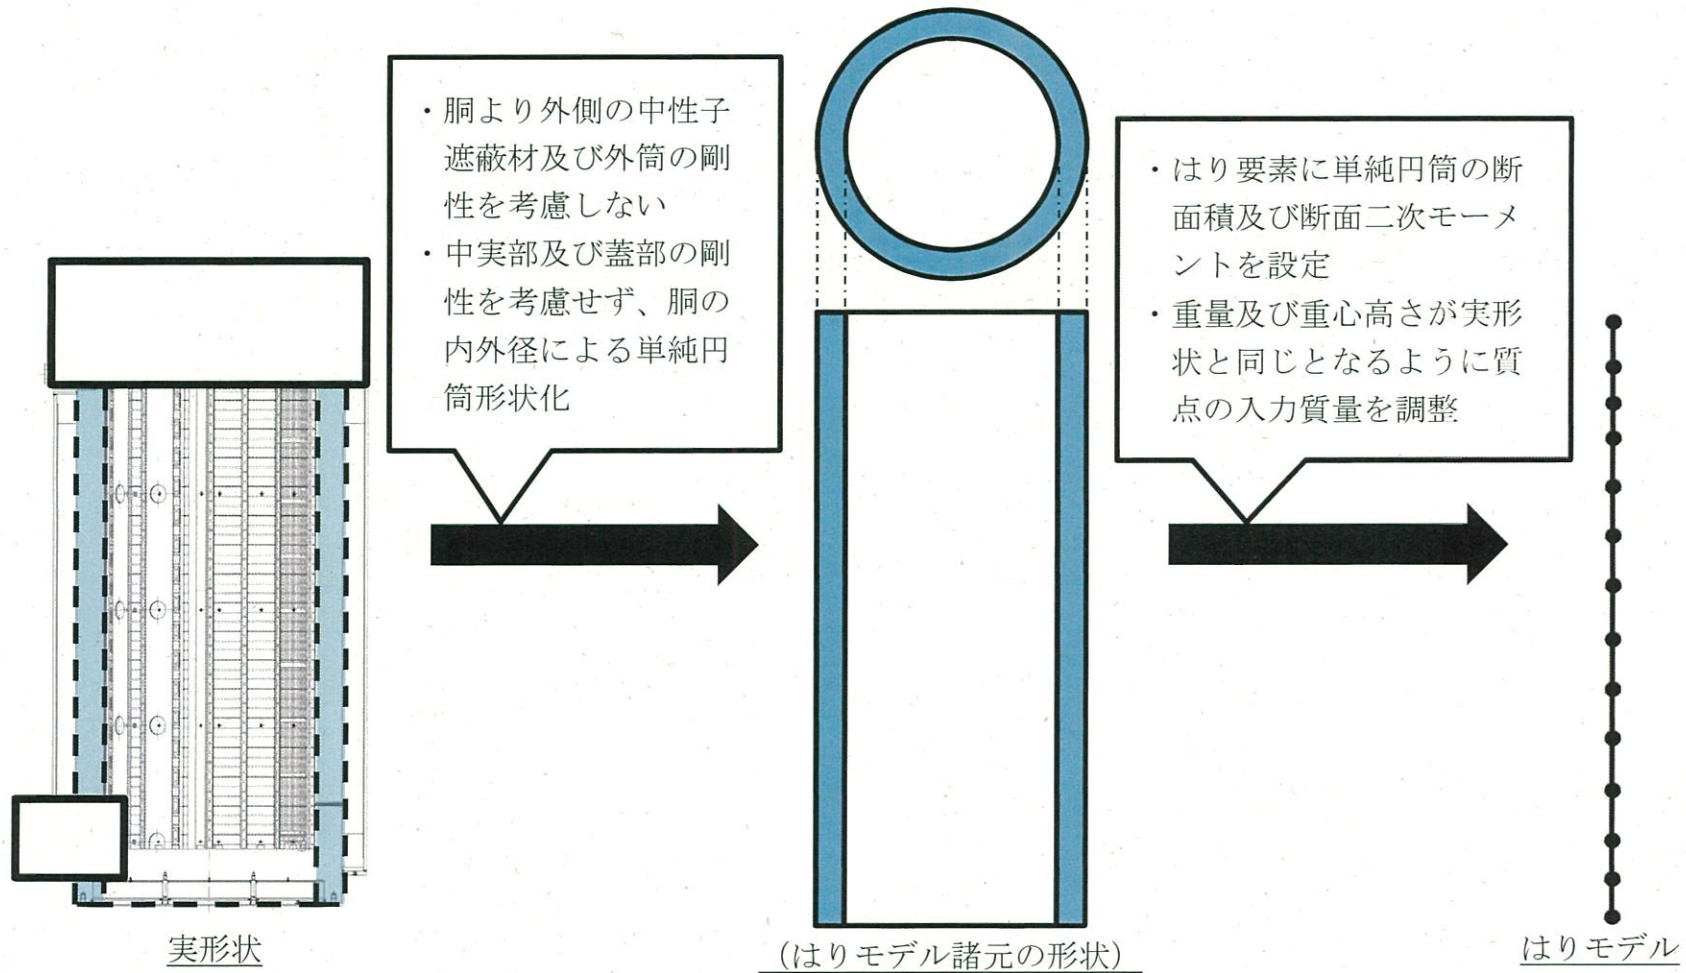 ・胴より外側の中性子
遮蔽材及び外筒の剛
性を考慮しない
・中実部及び蓋部の剛
性を考慮せず、胴の
内外径による単純円
筒形状化
・はり要素に単純円筒の断
面積及び断面二次モーメ
ントを設定
・重量及び重心高さが実形
状と同じとなるように質
点の入力質量を調整
実形状
(はりモデル諸元の形状)
はりモデル